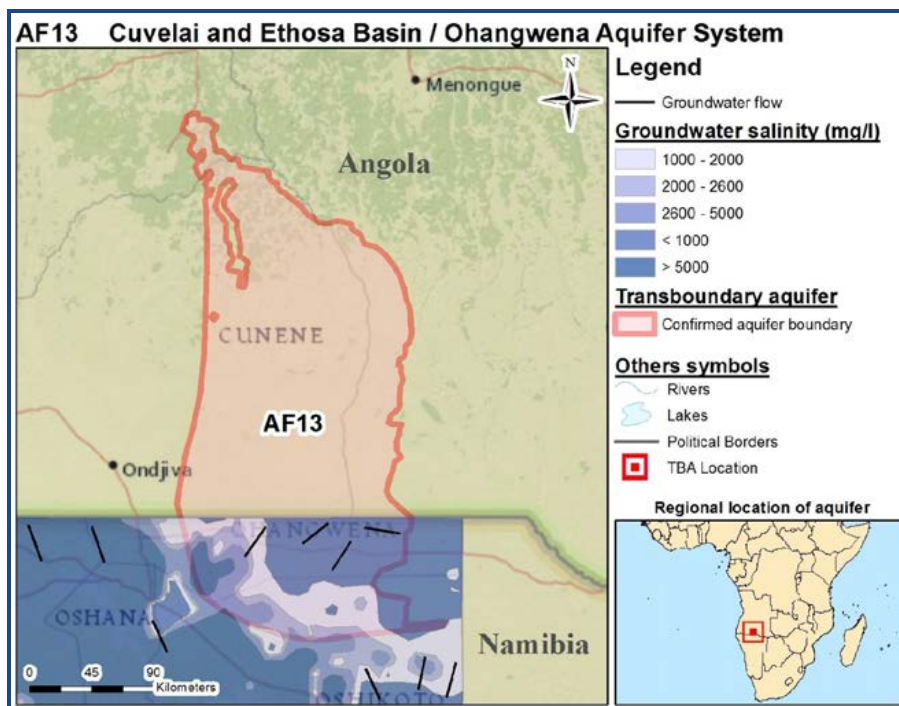 AF13 Cuvelai and Ethosa Basin / Ohangwena Aquifer System
N
Menongue
Angola
CUNENE
AF13
Ondjiva
OHANGWENA
OSHANA
Namibia
OSHIKOTO
0 45 90
Kilometers
Legend
Groundwater flow
Groundwater salinity (mg/l)
1000 - 2000
2000 - 2600
2600 - 5000
< 1000
> 5000
Transboundary aquifer
Confirmed aquifer boundary
Others symbols
Rivers
Lakes
Political Borders
TBA Location
Regional location of aquifer